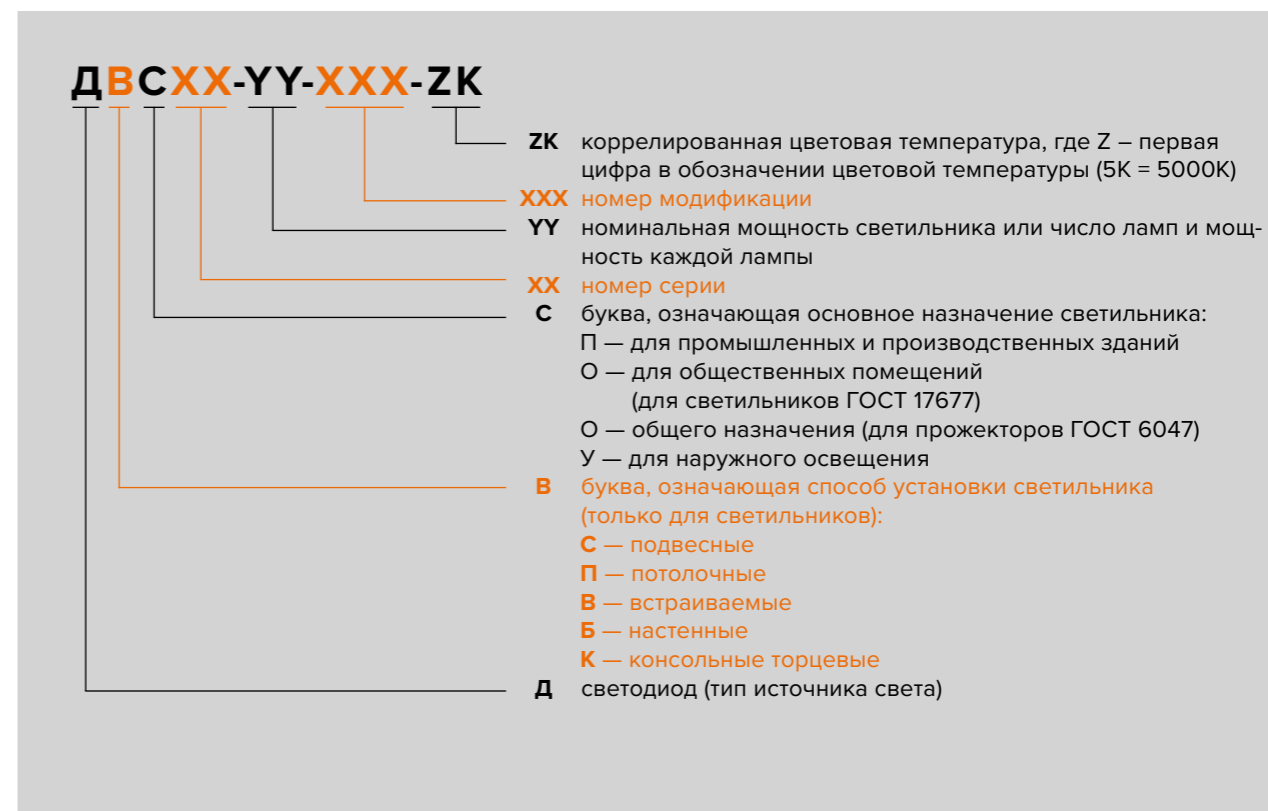 ДВСХХ-YY-ХХХ-ZK
ZK коррелированная цветовая температура, где Z – первая
цифра в обозначении цветовой температуры (5К = 5000К)
ХХХ номер модификации
YY номинальная мощность светильника или число ламп и мощ-
ность каждой лампы
ХХ номер серии
С буква, означающая основное назначение светильника:
П — для промышленных и производственных зданий
О — для общественных помещений
(для светильников ГОСТ 17677)
О — общего назначения (для прожекторов ГОСТ 6047)
У — для наружного освещения
В буква, означающая способ установки светильника
(только для светильников):
С — подвесные
П — потолочные
В — встраиваемые
Б — настенные
К — консольные торцевые
Д светодиод (тип источника света)